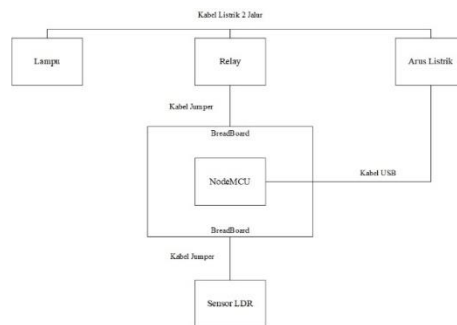 Kabel Listrik 2 Jalur
Lampu
Relay
Arus Listrik
Kabel Jumper
BreadBoard
NodeMCU
Kabel USB
BreadBoard
Kabel Jumper
Sensor LDR